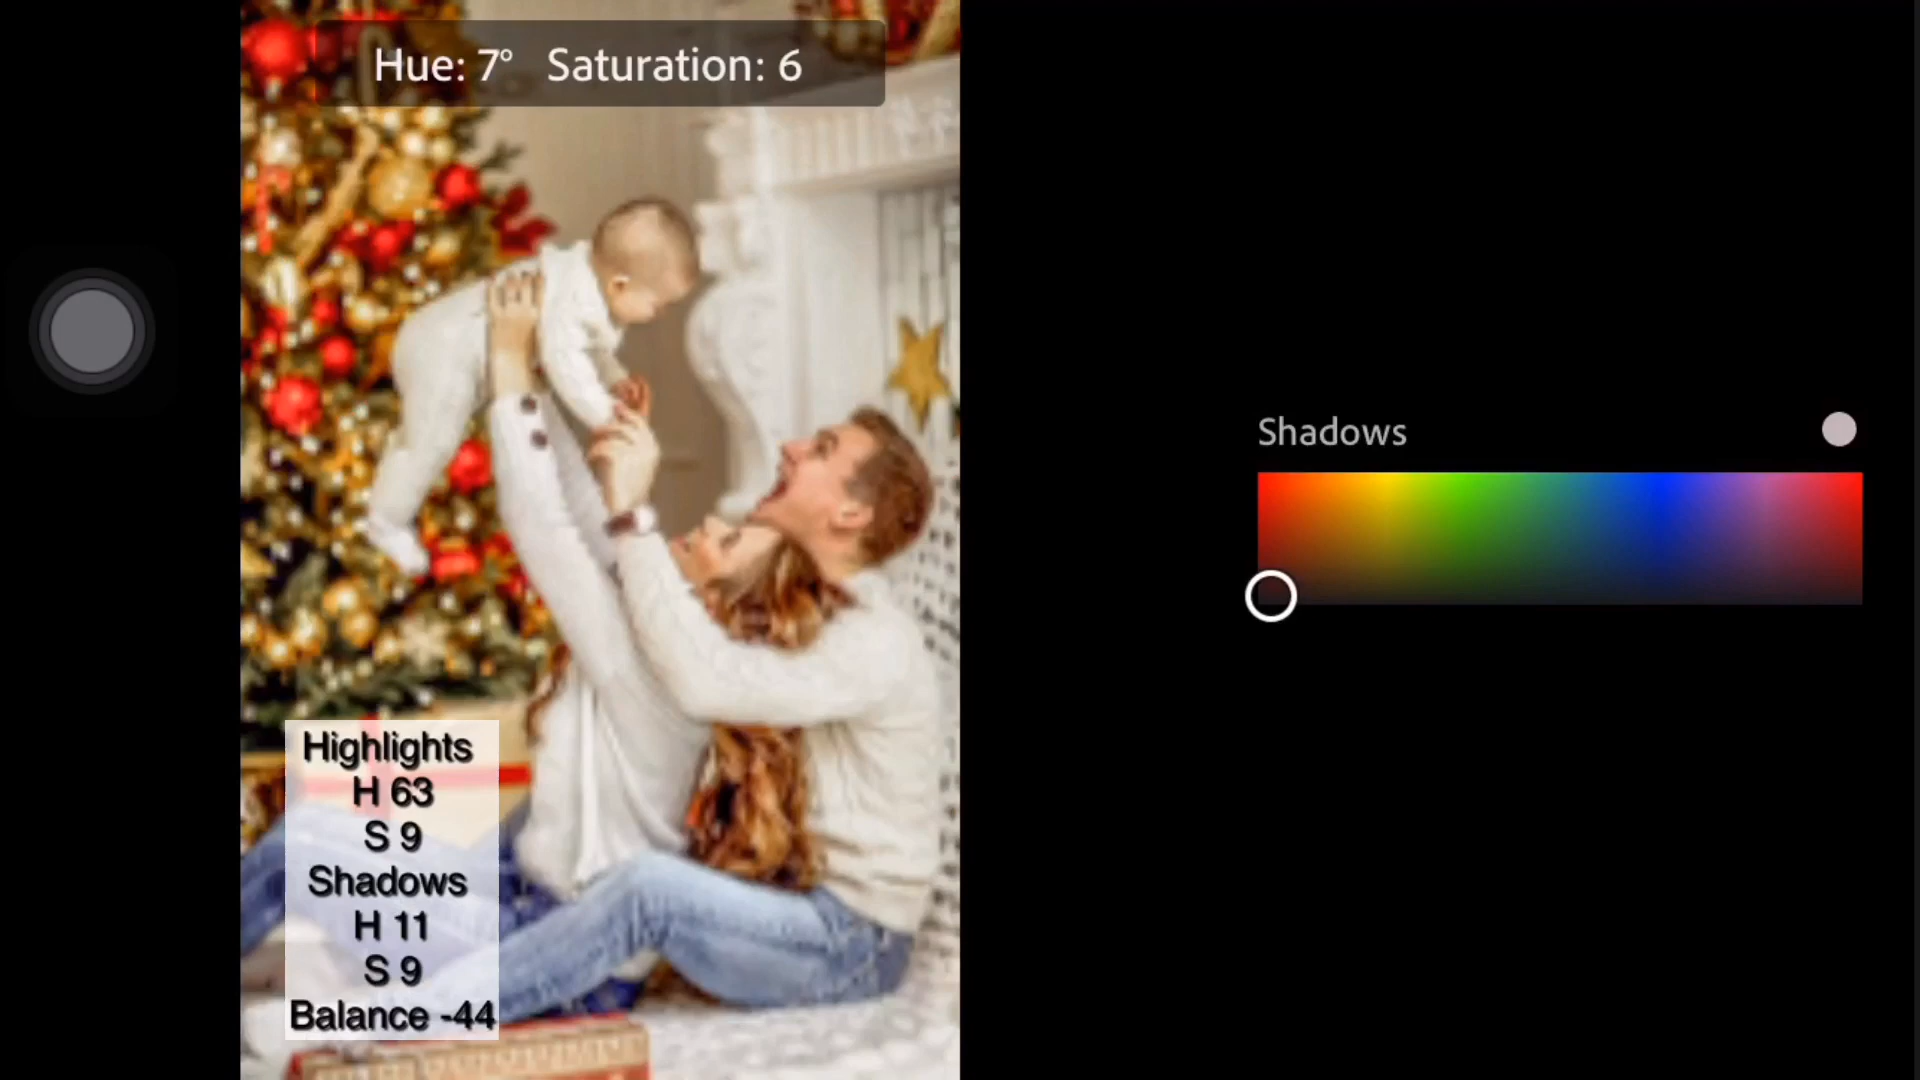 Hue: 7° Saturation: 6
Shadows
Highlights
H 63
S 9
Shadows
H 11
S 9
Balance -44